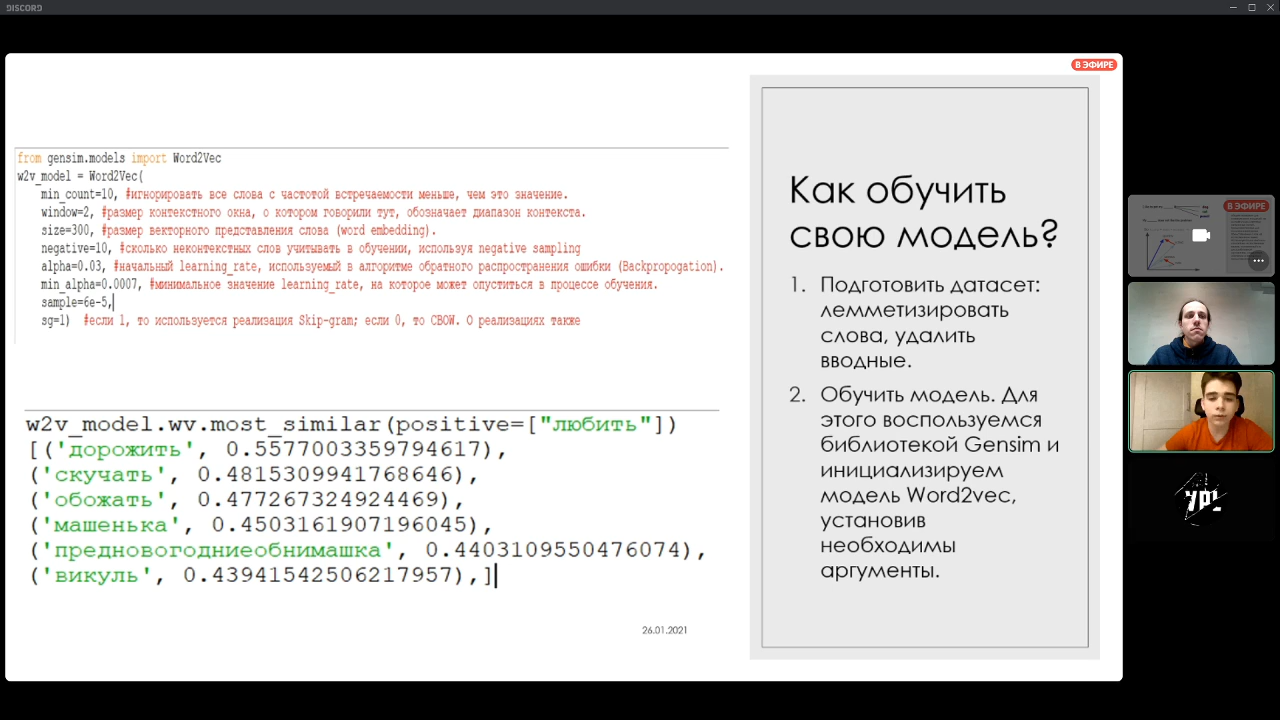 DISCORD
В ЭФИРЕ
from gensim.models import Word2Vec
w2v_model = Word2Vec(
min_count=10, #игнорировать все слова с частотой встречаемости меньше, чем это значение.
window=2, #размер контекстного окна, о котором говорили тут, обозначает диапазон контекста.
size=300, #размер векторного представления слова (word embedding).
negative=10, #сколько неконтекстных слов учитывать в обучении, используя negative sampling
alpha=0.03, #начальный learning_rate, используемый в алгоритме обратного распространения ошибки (Backpropogation).
min_alpha=0.0007, #минимальное значение learning_rate, на которое может опуститься в процессе обучения.
sample=6e-5,
sg=1) #если 1, то используется реализация Skip-gram; если 0, то CBOW. О реализациях также
w2v_model.wv.most_similar(positive=["любить"])
[('дорожить', 0.5577003359794617),
('скучать', 0.4815309941768646),
('обожать', 0.477267324924469),
('машенька', 0.4503161907196045),
('предновогодниеобнимашка', 0.4403109550476074),
('викуль', 0.43941542506217957),]
26.01.2021
Как обучить
свою модель?
1. Подготовить датасет:
лемметизировать
слова, удалить
вводные.
2. Обучить модель. Для
этого воспользуемся
библиотекой Gensim и
инициализируем
модель Word2vec,
установив
необходимы
аргументы.
В ЭФИРЕ
УРЦ